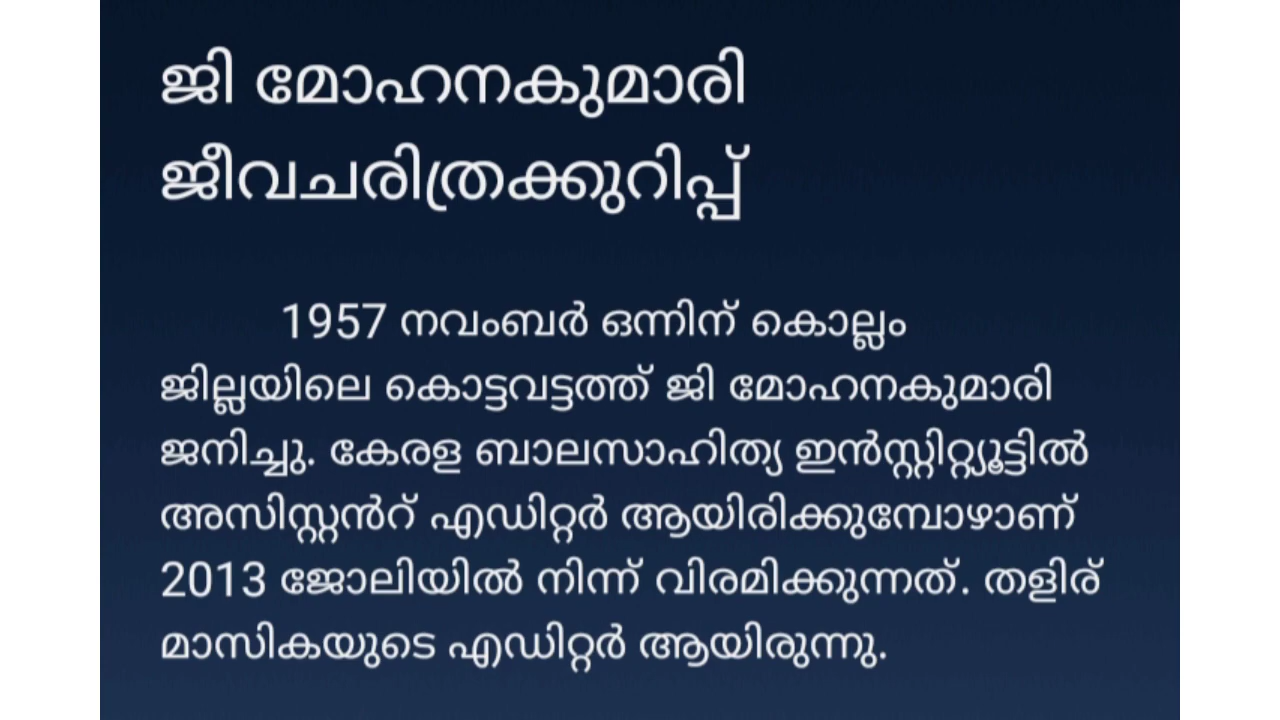 ജി മോഹനകുമാരി
ജീവചരിത്രക്കുറിപ്പ്
1957 നവംബർ ഒന്നിന് കൊല്ലം
ജില്ലയിലെ കൊട്ടവട്ടത്ത് ജി മോഹനകുമാരി
ജനിച്ചു. കേരള ബാലസാഹിത്യ ഇൻസ്റ്റിറ്റ്യൂട്ടിൽ
അസിസ്റ്റൻറ് എഡിറ്റർ ആയിരിക്കുമ്പോഴാണ്
2013 ജോലിയിൽ നിന്ന് വിരമിക്കുന്നത്. തളിര്
മാസികയുടെ എഡിറ്റർ ആയിരുന്നു.